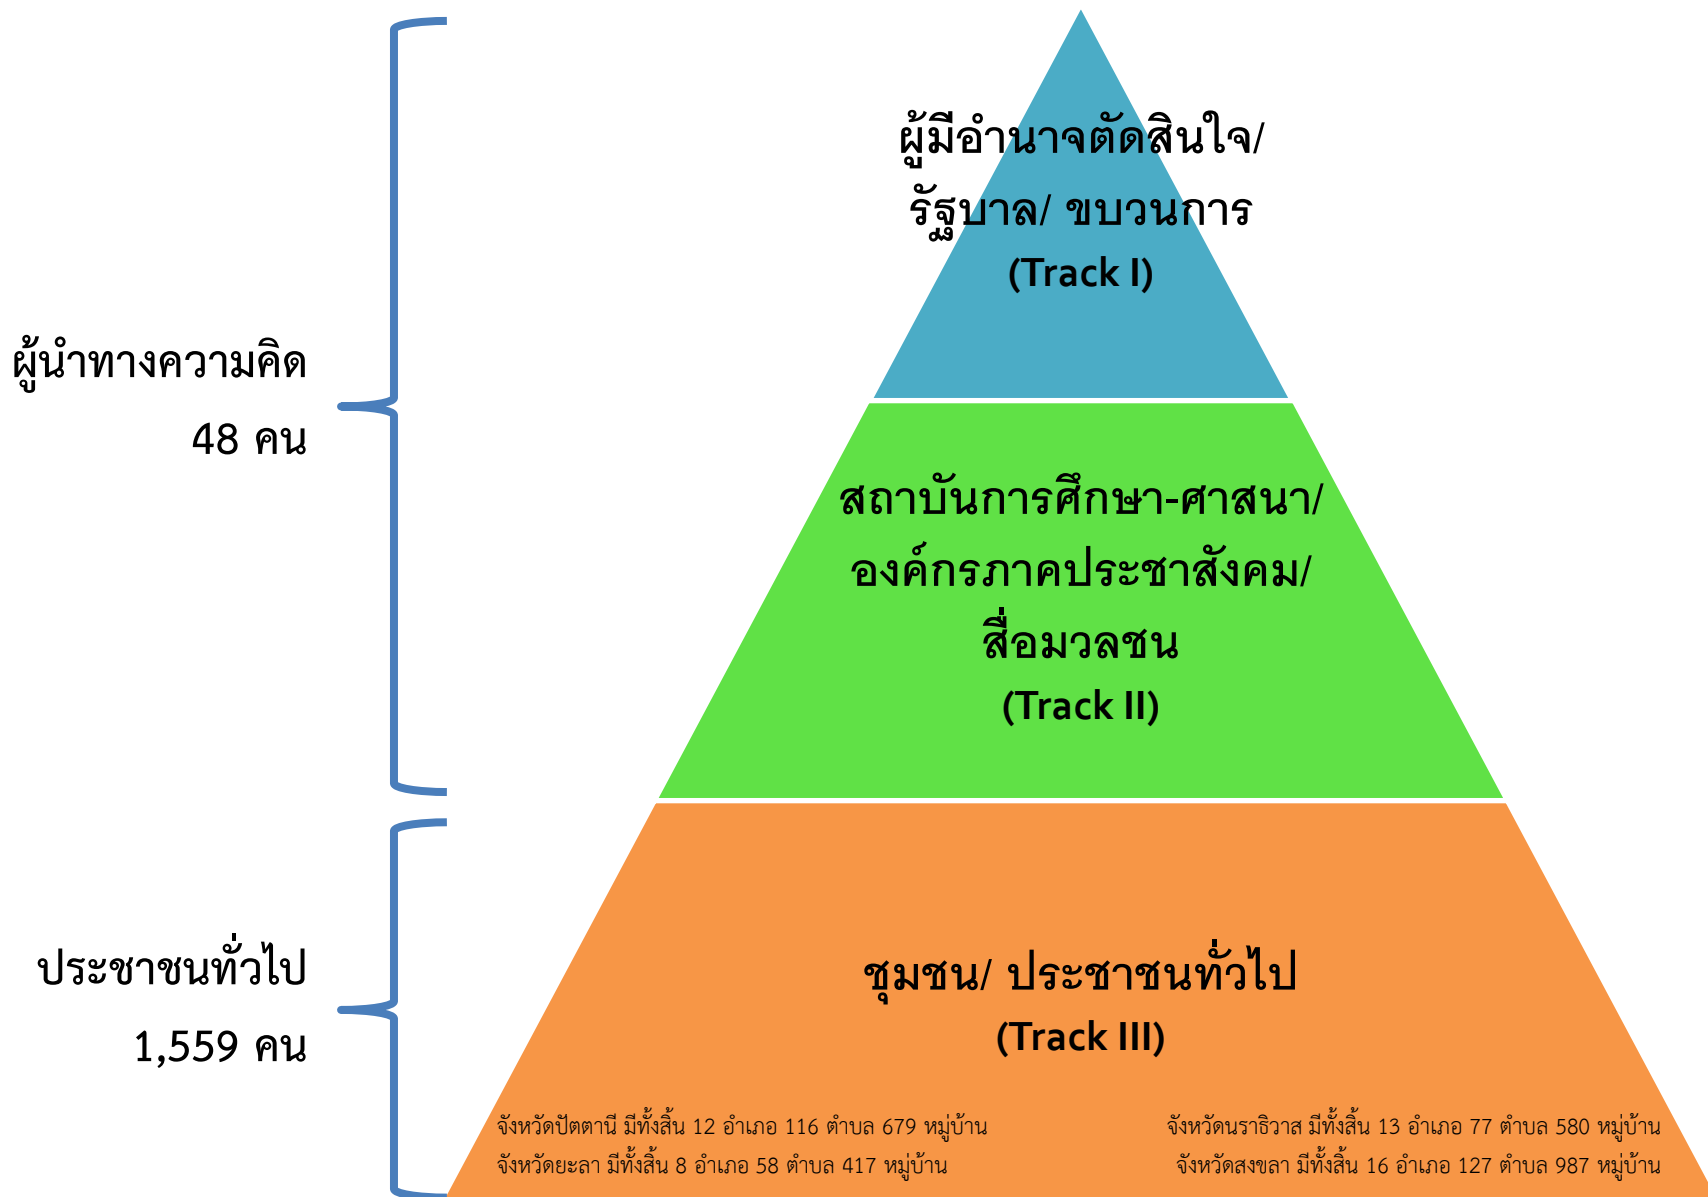 ผู้มีอำนาจตัดสินใจ/
รัฐบาล/ ขบวนการ
(Track I)
ผู้นำทางความคิด
48 คน
สถาบันการศึกษา-ศาสนา/
องค์กรภาคประชาสังคม/
สื่อมวลชน
(Track II)
ประชาชนทั่วไป
1,559 คน
ชุมชน/ ประชาชนทั่วไป
(Track III)
จังหวัดปัตตานี มีทั้งสิ้น 12 อำเภอ 116 ตำบล 679 หมู่บ้าน
จังหวัดยะลา มีทั้งสิ้น 8 อำเภอ 58 ตำบล 417 หมู่บ้าน
จังหวัดนราธิวาส มีทั้งสิ้น 13 อำเภอ 77 ตำบล 580 หมู่บ้าน
จังหวัดสงขลา มีทั้งสิ้น 16 อำเภอ 127 ตำบล 987 หมู่บ้าน